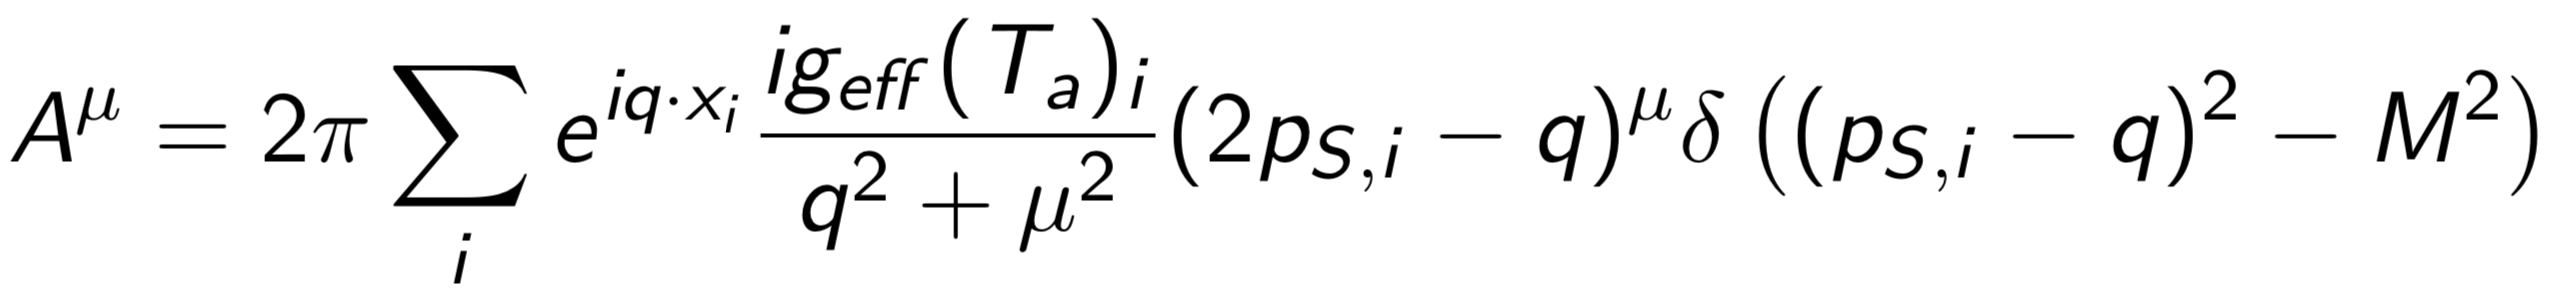 A^μ = 2π ∑_i e^{iq·x_i} \frac{ig_{eff}(T_a)_i}{q^2 + μ^2} (2p_{S,i} − q)^μ δ ((p_{S,i} − q)^2 − M^2)